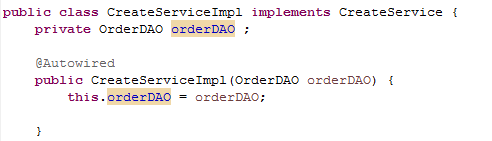 public class CreateServiceImpl implements CreateService {
private OrderDAO orderDAO ;
@Autowired
public CreateServiceImpl(OrderDAO orderDAO) {
this.orderDAO = orderDAO;
}